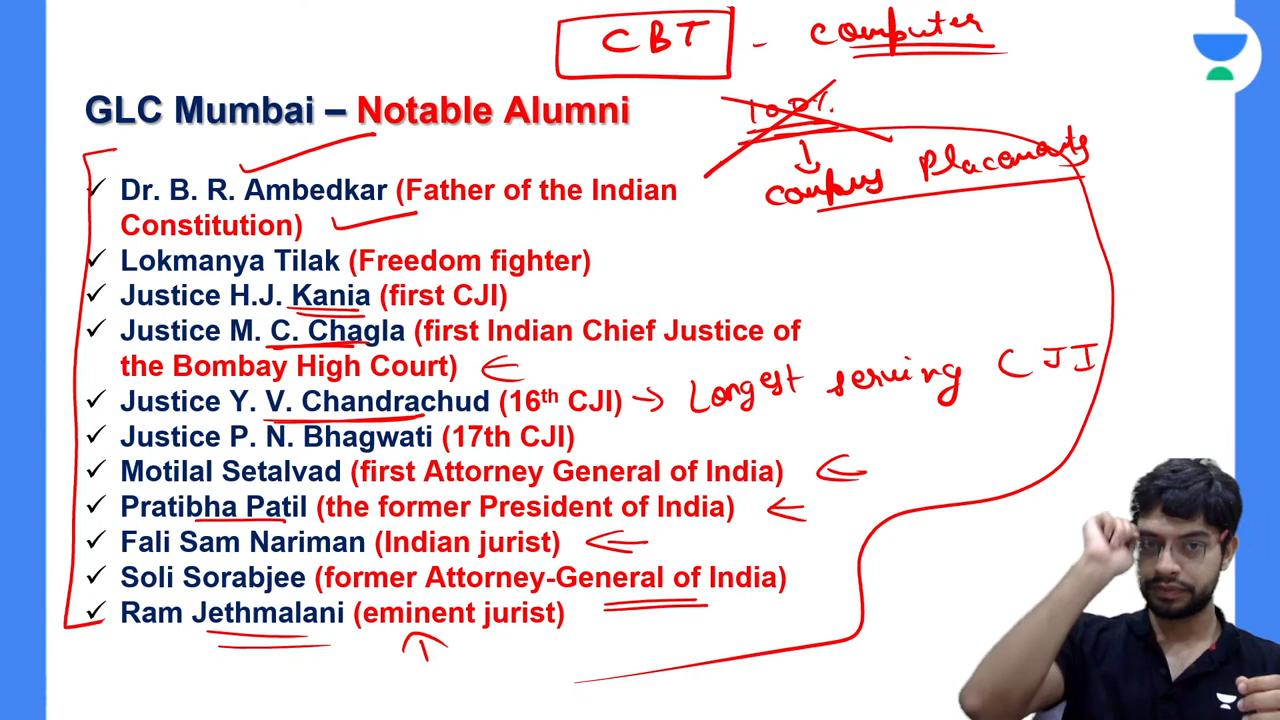 CBT - computer
GLC Mumbai – Notable Alumni
100%
campus Placements
✓ Dr. B. R. Ambedkar (Father of the Indian
Constitution)
✓ Lokmanya Tilak (Freedom fighter)
✓ Justice H.J. Kania (first CJI)
✓ Justice M. C. Chagla (first Indian Chief Justice of
the Bombay High Court)
✓ Justice Y. V. Chandrachud (16th CJI) → Longest serving CJI
✓ Justice P. N. Bhagwati (17th CJI)
✓ Motilal Setalvad (first Attorney General of India)
✓ Pratibha Patil (the former President of India)
✓ Fali Sam Nariman (Indian jurist)
✓ Soli Sorabjee (former Attorney-General of India)
✓ Ram Jethmalani (eminent jurist)